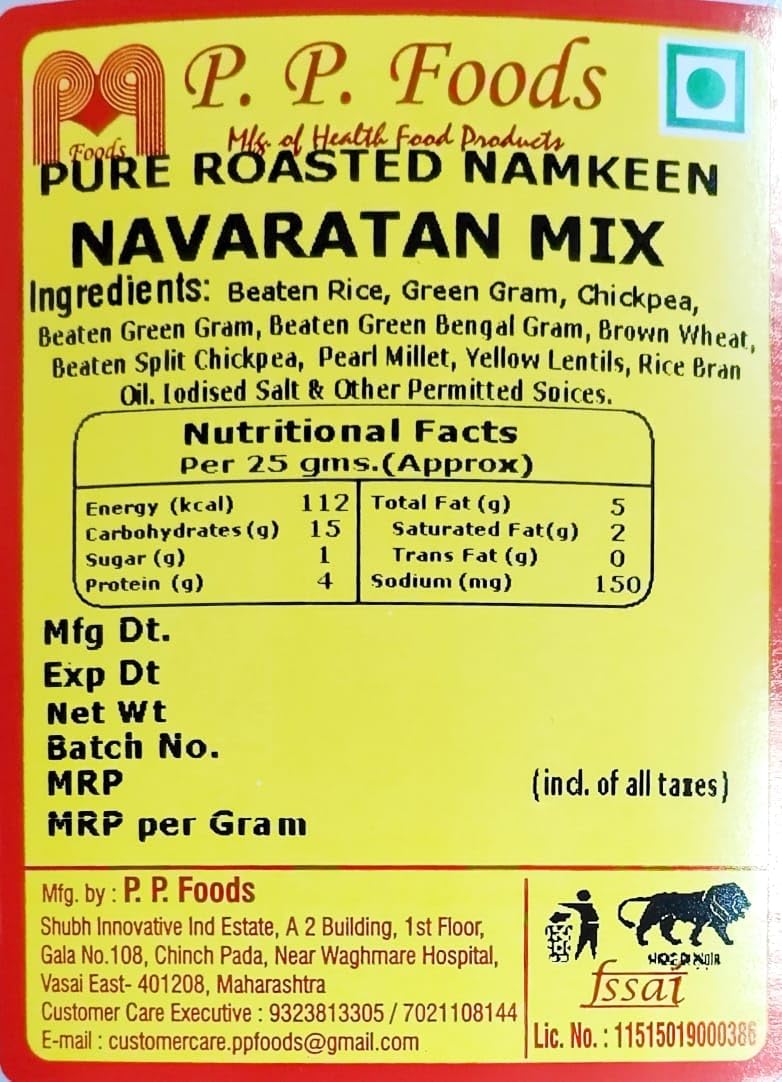 P. P. Foods
Foods
Mfg. of Health Food Products
PURE ROASTED NAMKEEN
NAVARATAN MIX
Ingredients: Beaten Rice, Green Gram, Chickpea,
Beaten Green Gram, Beaten Green Bengal Gram, Brown Wheat,
Beaten Split Chickpea, Pearl Millet, Yellow Lentils, Rice Bran
Oil. Iodised Salt & Other Permitted Spices.
Nutritional Facts
Per 25 gms.(Approx)
Energy (kcal) 112 Total Fat (g) 5
Carbohydrates (g) 15 Saturated Fat(g) 2
Sugar (g) 1 Trans Fat (g) 0
Protein (g) 4 Sodium (mg) 150
Mfg Dt.
Exp Dt
Net Wt
Batch No.
MRP (incl. of all taxes)
MRP per Gram
Mfg. by : P. P. Foods
Shubh Innovative Ind Estate, A 2 Building, 1st Floor,
Gala No.108, Chinch Pada, Near Waghmare Hospital,
Vasai East- 401208, Maharashtra
Customer Care Executive : 9323813305 / 7021108144
E-mail : customercare.ppfoods@gmail.com
fssai
Lic. No. : 11515019000386